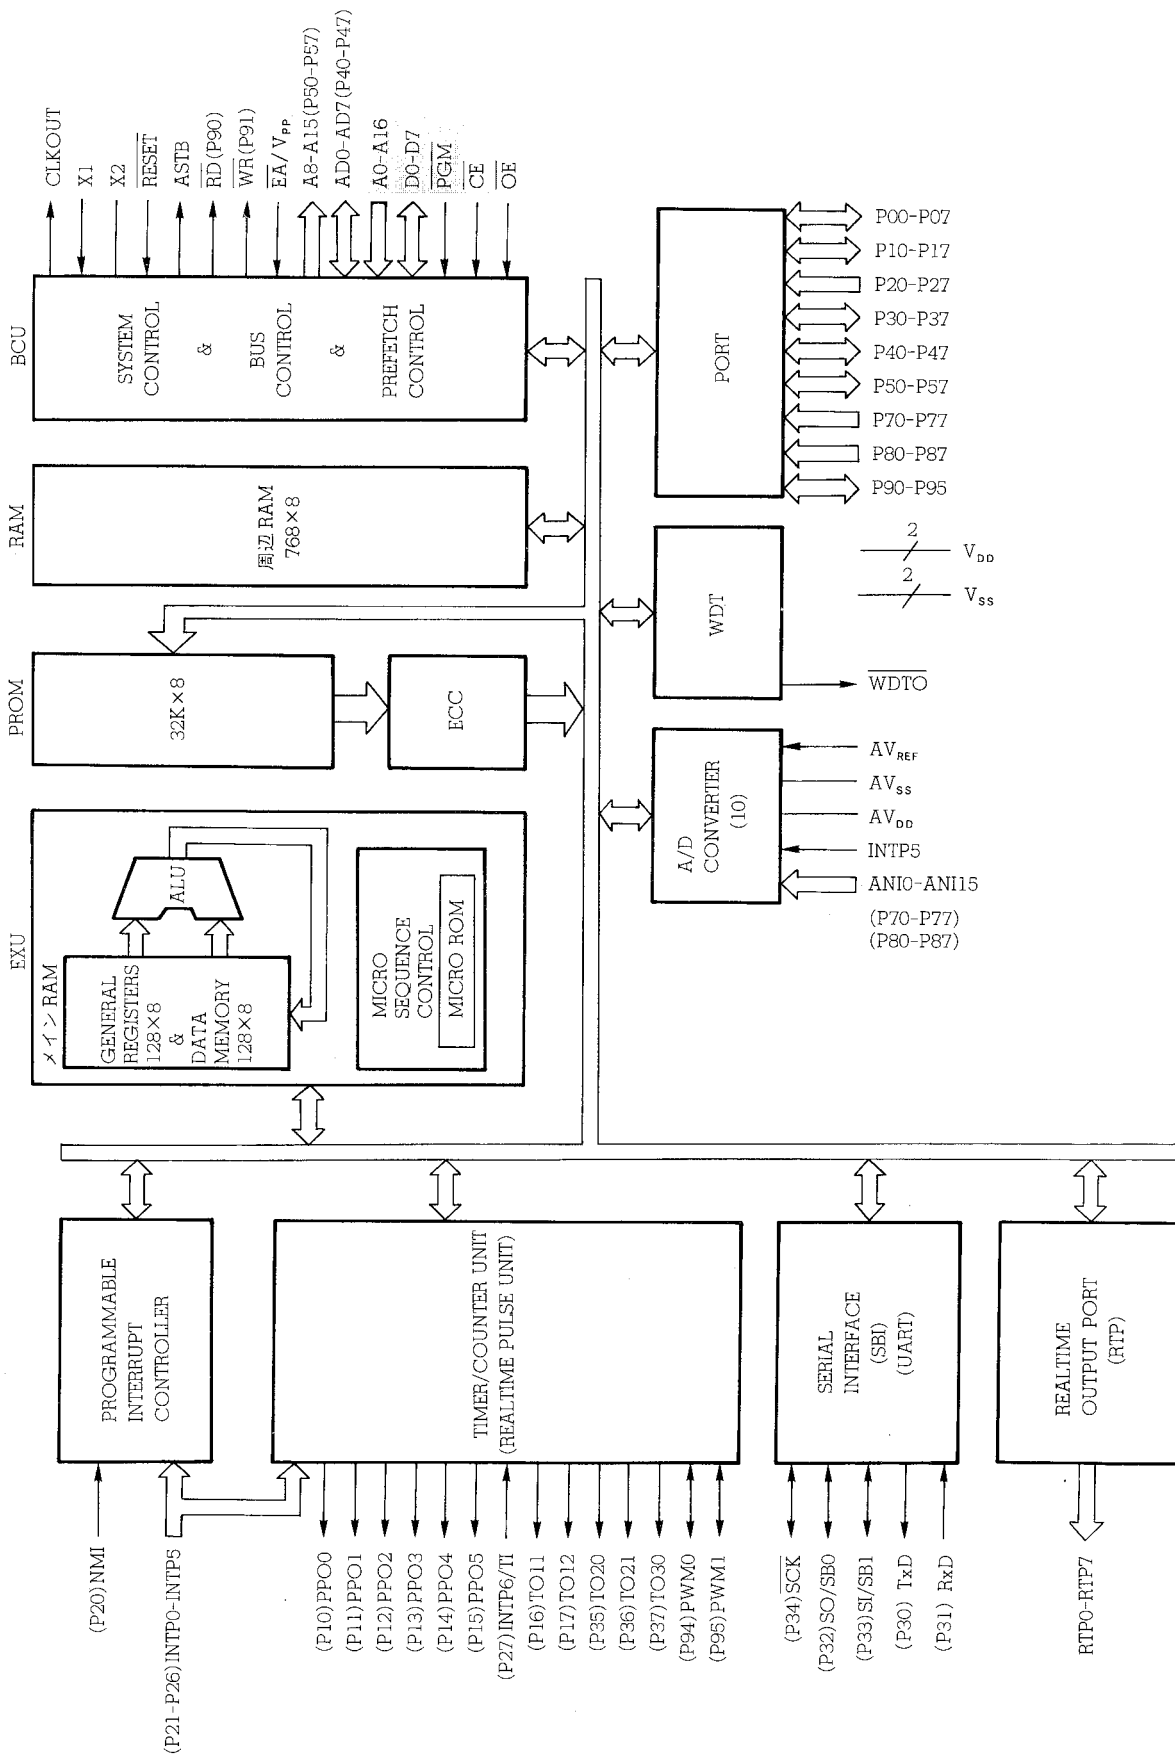 (P20)NMI
(P21-P26)INTP0-INTP5
PROGRAMMABLE
INTERRUPT
CONTROLLER
(P10)PPO0
(P11)PPO1
(P12)PPO2
(P13)PPO3
(P14)PPO4
(P15)PPO5
(P27)INTP6/TI
(P16)TO11
(P17)TO12
(P35)TO20
(P36)TO21
(P37)TO30
(P94)PWM0
(P95)PWM1
TIMER/COUNTER UNIT
(REALTIME PULSE UNIT)
(P34)SCK
(P32)SO/SB0
(P33)SI/SB1
(P30) TxD
(P31) RxD
SERIAL
INTERFACE
(SBI)
(UART)
RTP0-RTP7
REALTIME
OUTPUT PORT
(RTP)
EXU
メインRAM
GENERAL
REGISTERS
128×8
&
DATA
MEMORY
128×8
ALU
MICRO
SEQUENCE
CONTROL
MICRO ROM
PROM
32K×8
ECC
RAM
周辺RAM
768×8
BCU
SYSTEM
CONTROL
&
BUS
CONTROL
&
PREFETCH
CONTROL
CLKOUT
X1
X2
RESET
ASTB
RD(P90)
WR(P91)
EA/VPP
A8-A15(P50-P57)
AD0-AD7(P40-P47)
A0-A16
D0-D7
PGM
CE
OE
A/D
CONVERTER
(10)
AVREF
AVSS
AVDD
INTP5
ANI0-ANI15
(P70-P77)
(P80-P87)
WDT
WDTO
PORT
P00-P07
P10-P17
P20-P27
P30-P37
P40-P47
P50-P57
P70-P77
P80-P87
P90-P95
2
VDD
2
VSS